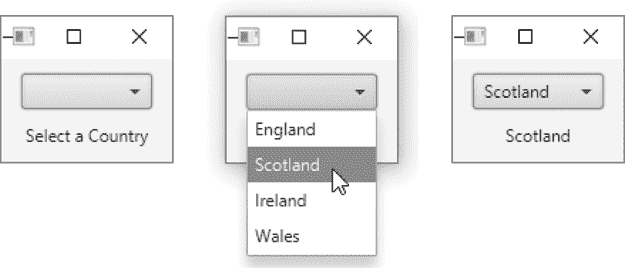 Select a Country
England
Scotland
Ireland
Wales
Scotland
Scotland